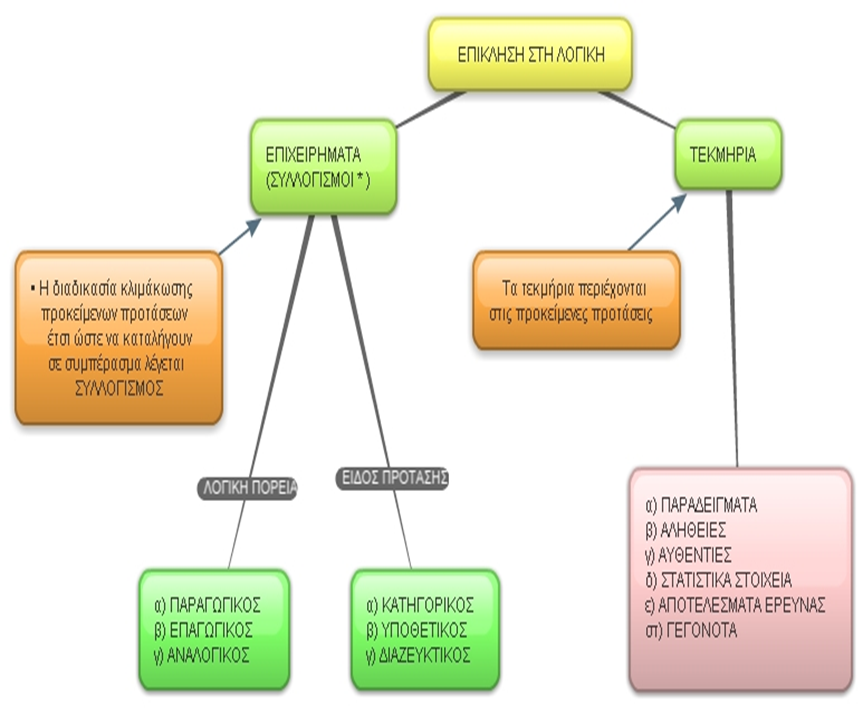 ΕΠΙΚΛΗΣΗ ΣΤΗ ΛΟΓΙΚΗ
ΕΠΙΧΕΙΡΗΜΑΤΑ
(ΣΥΛΛΟΓΙΣΜΟΙ * )
ΤΕΚΜΗΡΙΑ
▪ Η διαδικασία κλιμάκωσης
προκείμενων προτάσεων
έτσι ώστε να καταλήγουν
σε συμπέρασμα λέγεται
ΣΥΛΛΟΓΙΣΜΟΣ
Τα τεκμήρια περιέχονται
στις προκείμενες προτάσεις
ΛΟΓΙΚΗ ΠΟΡΕΙΑ
ΕΙΔΟΣ ΠΡΟΤΑΣΗΣ
α) ΠΑΡΑΓΩΓΙΚΟΣ
β) ΕΠΑΓΩΓΙΚΟΣ
γ) ΑΝΑΛΟΓΙΚΟΣ
α) ΚΑΤΗΓΟΡΙΚΟΣ
β) ΥΠΟΘΕΤΙΚΟΣ
γ) ΔΙΑΖΕΥΚΤΙΚΟΣ
α) ΠΑΡΑΔΕΙΓΜΑΤΑ
β) ΑΛΗΘΕΙΕΣ
γ) ΑΥΘΕΝΤΙΕΣ
δ) ΣΤΑΤΙΣΤΙΚΑ ΣΤΟΙΧΕΙΑ
ε) ΑΠΟΤΕΛΕΣΜΑΤΑ ΕΡΕΥΝΑΣ
στ) ΓΕΓΟΝΟΤΑ